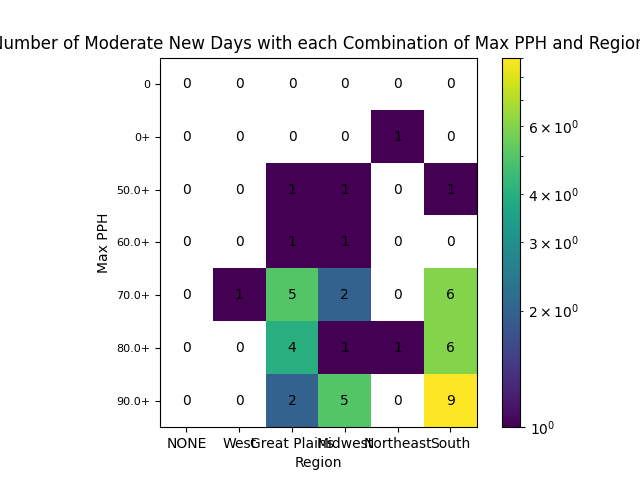 Number of Moderate New Days with each Combination of Max PPH and Region
0 0 0 0 0 0 0
0+ 0 0 0 0 1 0
50.0+ 0 0 1 1 0 1
60.0+ 0 0 1 1 0 0
70.0+ 0 1 5 2 0 6
80.0+ 0 0 4 1 1 6
90.0+ 0 0 2 5 0 9
Max PPH
NONE West Great Plains Midwest Northeast South
Region
6 × 10⁰
4 × 10⁰
3 × 10⁰
2 × 10⁰
10⁰